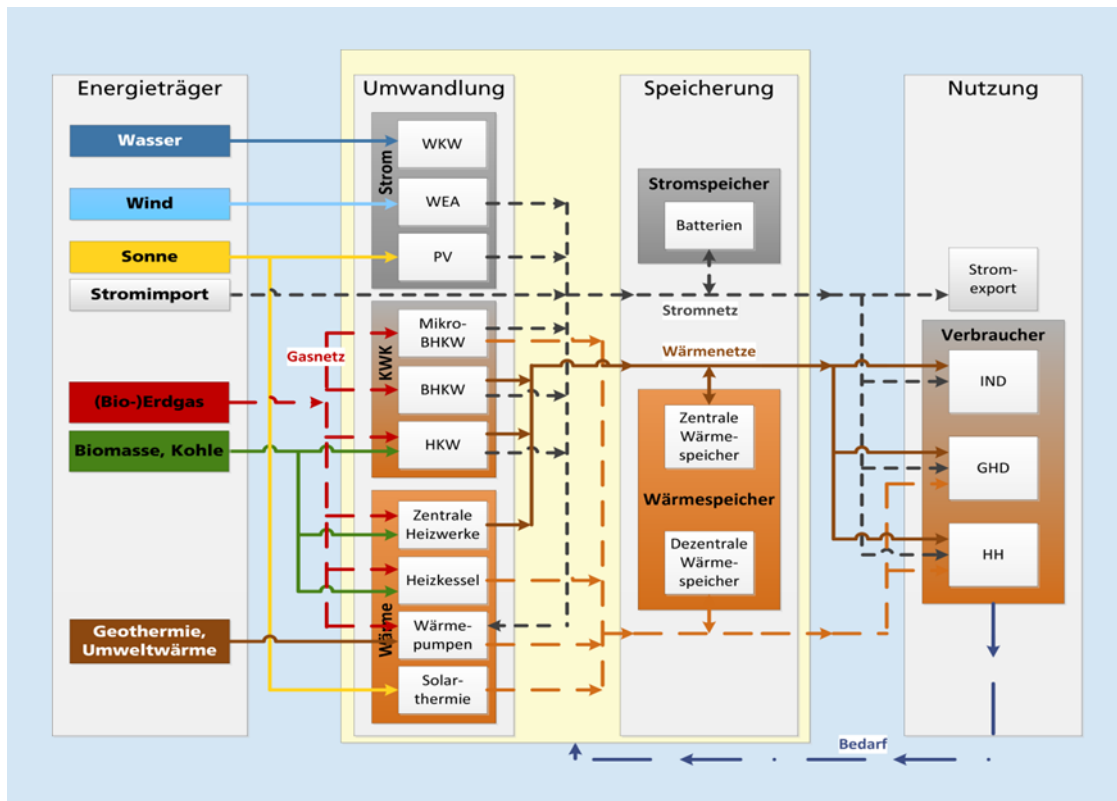 Energieträger
Umwandlung
Speicherung
Nutzung
Wasser
Wind
Sonne
Stromimport
(Bio-)Erdgas
Biomasse, Kohle
Geothermie,
Umweltwärme
Gasnetz
Strom
WKW
WEA
PV
KWK
Mikro-
BHKW
BHKW
HKW
Wärme
Zentrale
Heizwerke
Heizkessel
Wärme-
pumpen
Solar-
thermie
Stromspeicher
Batterien
Stromnetz
Wärmenetze
Zentrale
Wärme-
speicher
Wärmespeicher
Dezentrale
Wärme-
speicher
Strom-
export
Verbraucher
IND
GHD
HH
Bedarf